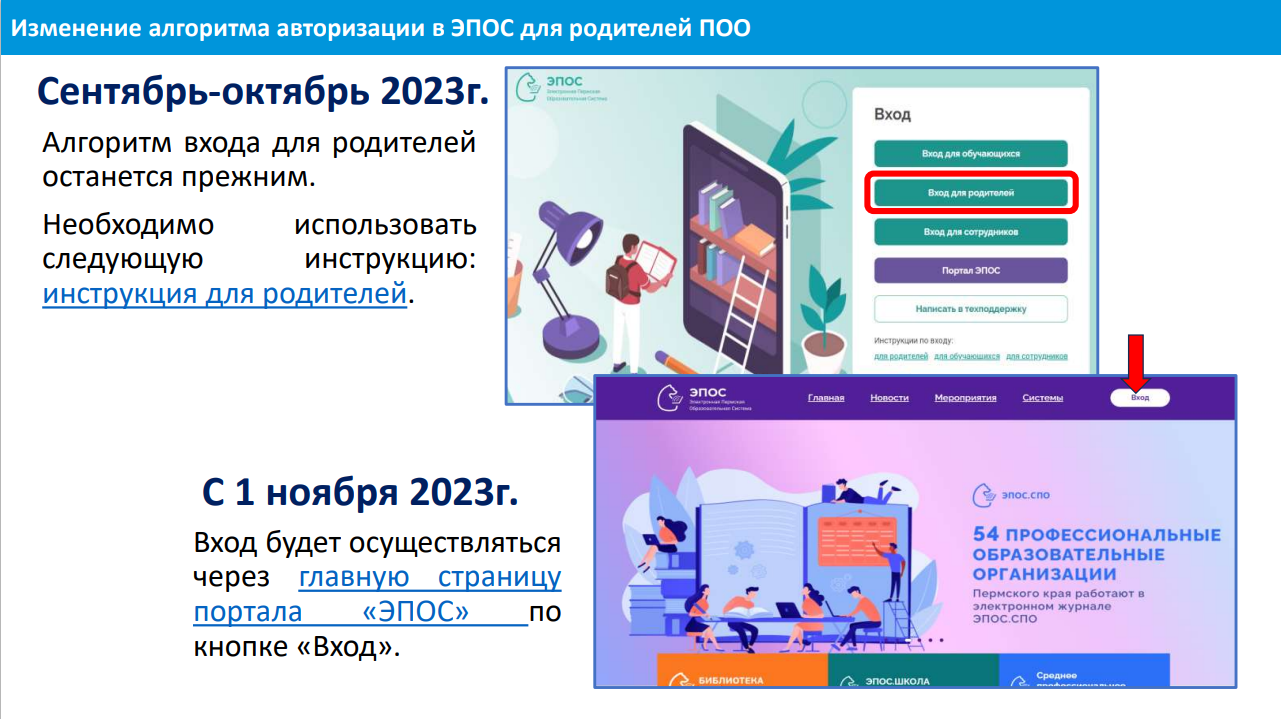 Изменение алгоритма авторизации в ЭПОС для родителей ПОО
Сентябрь-октябрь 2023г.
Алгоритм входа для родителей
останется прежним.
Необходимо использовать
следующую инструкцию:
инструкция для родителей.
ЭПОС
Электронная Пермская
Образовательная Система
Вход
Вход для обучающихся
Вход для родителей
Вход для сотрудников
Портал ЭПОС
Написать в техподдержку
Инструкции по входу:
для родителей для обучающихся для сотрудников
С 1 ноября 2023г.
Вход будет осуществляться
через главную страницу
портала «ЭПОС» по
кнопке «Вход».
ЭПОС
Электронная Пермская
Образовательная Система
Главная Новости Мероприятия Системы Вход
эпос.спо
54 ПРОФЕССИОНАЛЬНЫЕ
ОБРАЗОВАТЕЛЬНЫЕ
ОРГАНИЗАЦИИ
Пермского края работают в
электронном журнале
ЭПОС.СПО
БИБЛИОТЕКА
ЭПОС.ШКОЛА
Среднее
профессиональное